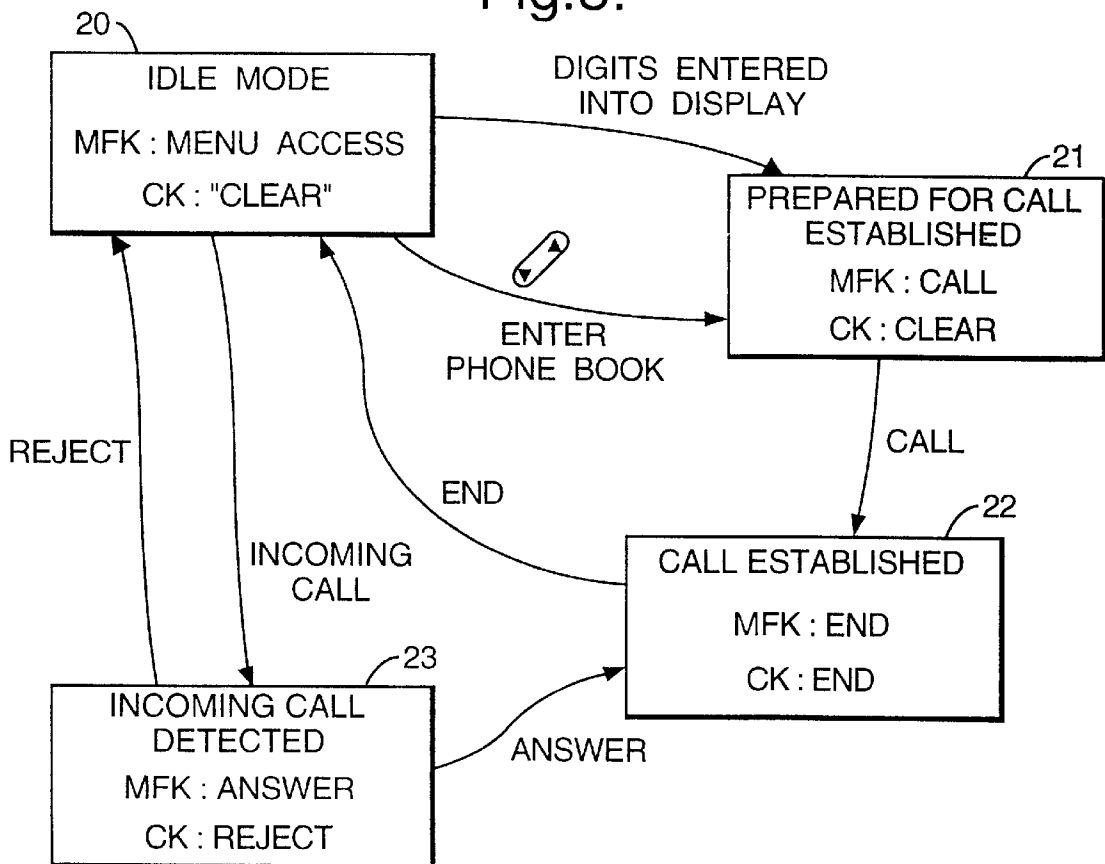 Fig.3.
20
IDLE MODE
MFK : MENU ACCESS
CK : "CLEAR"
DIGITS ENTERED
INTO DISPLAY
21
PREPARED FOR CALL
ESTABLISHED
MFK : CALL
CK : CLEAR
ENTER
PHONE BOOK
REJECT
INCOMING
CALL
END
CALL
22
CALL ESTABLISHED
MFK : END
CK : END
23
INCOMING CALL
DETECTED
MFK : ANSWER
CK : REJECT
ANSWER